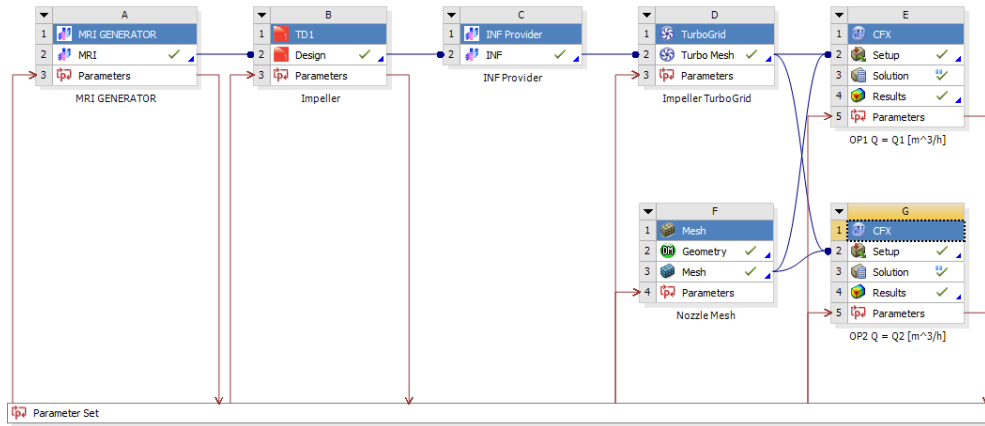 A
1 MRI GENERATOR
2 MRI
3 Parameters
MRI GENERATOR
B
1 TD1
2 Design
3 Parameters
Impeller
C
1 INF Provider
2 INF
INF Provider
D
1 TurboGrid
2 Turbo Mesh
3 Parameters
Impeller TurboGrid
E
1 CFX
2 Setup
3 Solution
4 Results
5 Parameters
OP1 Q = Q1 [m^3/h]
F
1 Mesh
2 Geometry
3 Mesh
4 Parameters
Nozzle Mesh
G
1 CFX
2 Setup
3 Solution
4 Results
5 Parameters
OP2 Q = Q2 [m^3/h]
Parameter Set